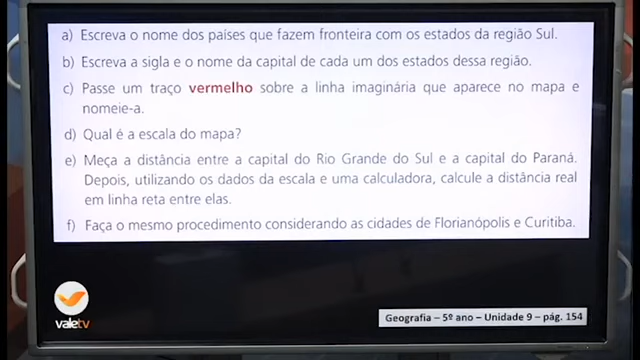 a) Escreva o nome dos países que fazem fronteira com os estados da região Sul.
b) Escreva a sigla e o nome da capital de cada um dos estados dessa região.
c) Passe um traço vermelho sobre a linha imaginária que aparece no mapa e
nomeie-a.
d) Qual é a escala do mapa?
e) Meça a distância entre a capital do Rio Grande do Sul e a capital do Paraná.
Depois, utilizando os dados da escala e uma calculadora, calcule a distância real
em linha reta entre elas.
f) Faça o mesmo procedimento considerando as cidades de Florianópolis e Curitiba.
valetv
Geografia – 5º ano – Unidade 9 – pág. 154